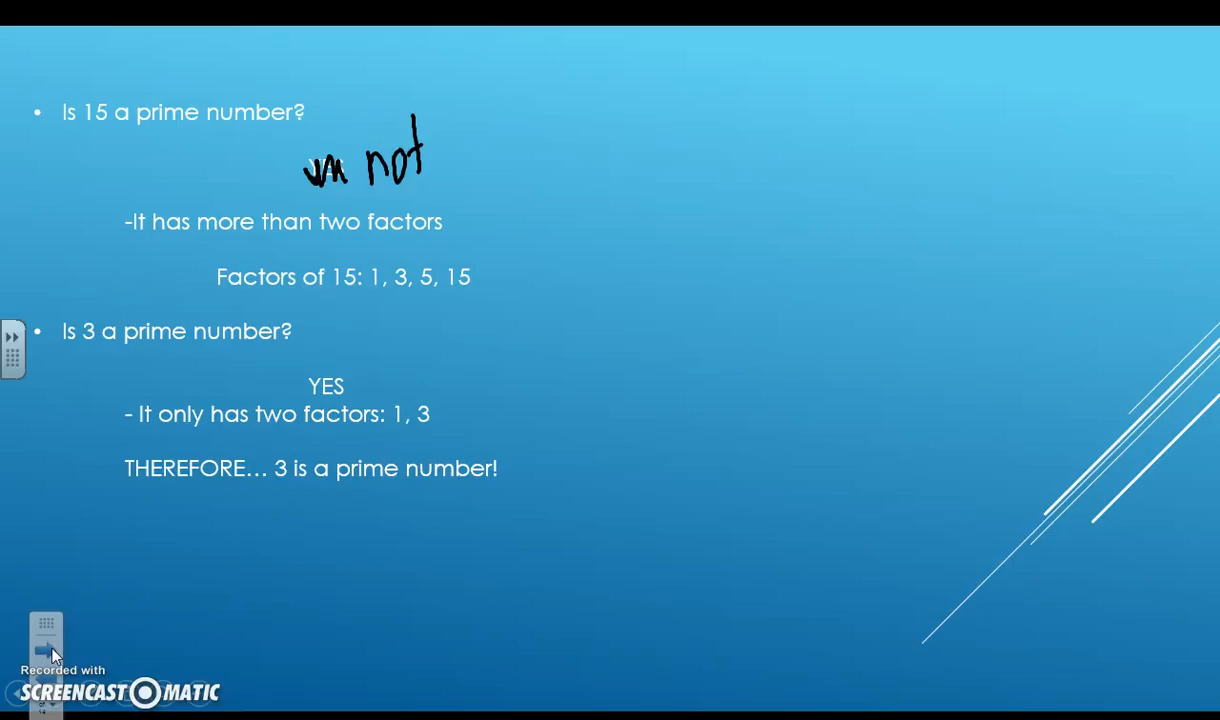 • Is 15 a prime number?
YES not
-It has more than two factors
Factors of 15: 1, 3, 5, 15
• Is 3 a prime number?
YES
- It only has two factors: 1, 3
THEREFORE... 3 is a prime number!
Recorded with
SCREENCAST MATIC